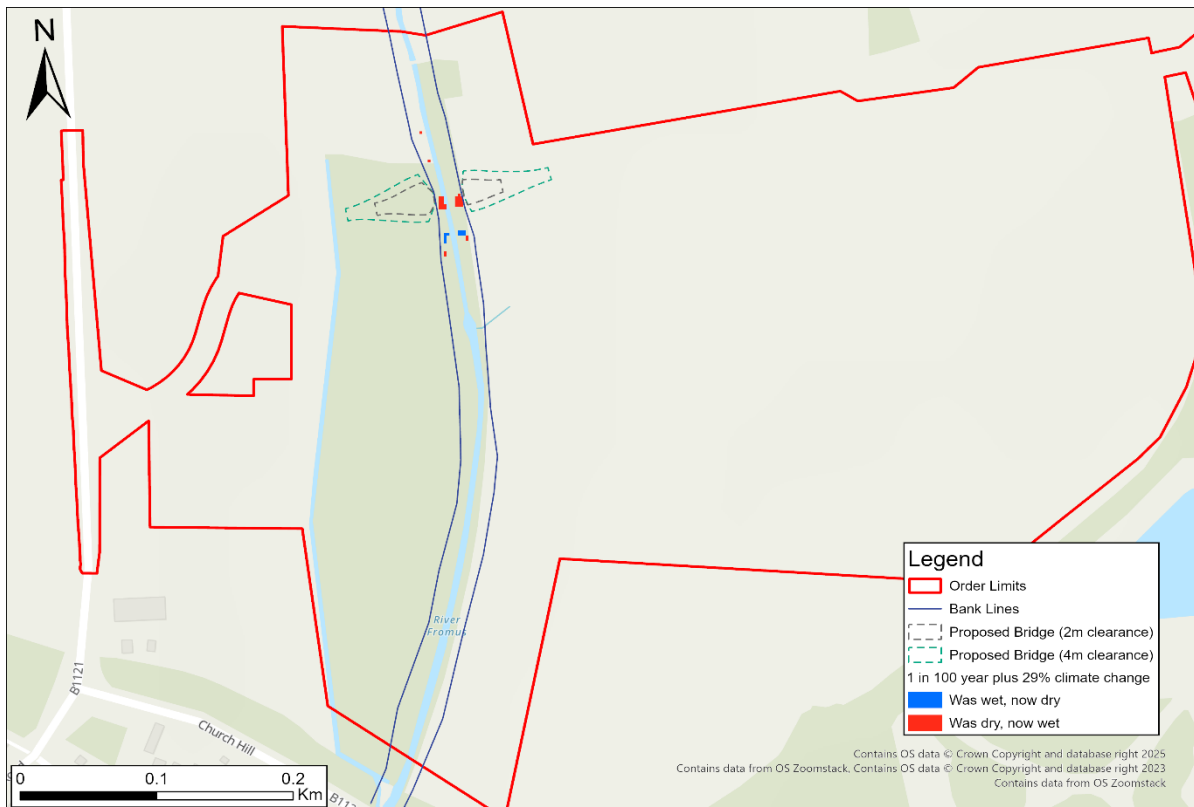 N
River
Fromus
Legend
Order Limits
Bank Lines
Proposed Bridge (2m clearance)
Proposed Bridge (4m clearance)
1 in 100 year plus 29% climate change
Was wet, now dry
Was dry, now wet
B1121
Church Hill
Contains OS data © Crown Copyright and database right 2025
Contains data from OS Zoomstack, Contains OS data © Crown Copyright and database right 2023
Contains data from OS Zoomstack
0 0.1 0.2
Km